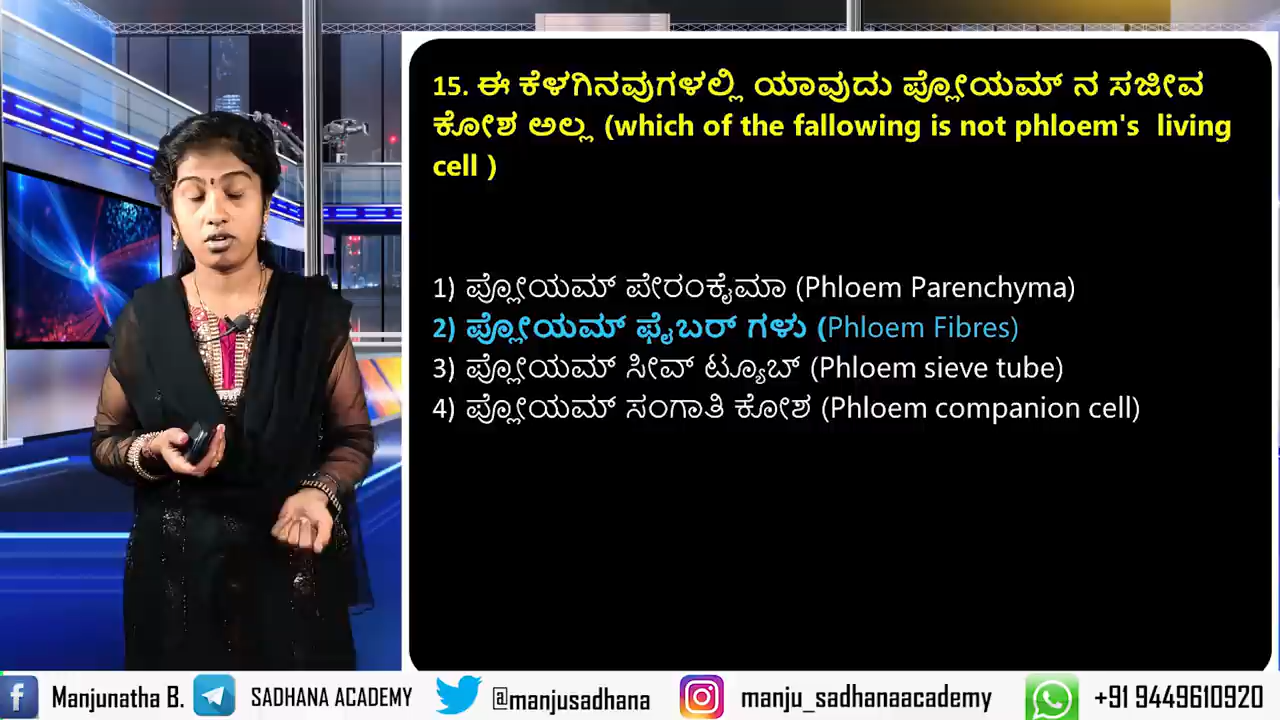 15. ಈ ಕೆಳಗಿನವುಗಳಲ್ಲಿ ಯಾವುದು ಪ್ಲೋಯಮ್ ನ ಸಜೀವ
ಕೋಶ ಅಲ್ಲ (which of the fallowing is not phloem's living
cell )
1) ಪ್ಲೋಯಮ್ ಪೇರಂಕೈಮಾ (Phloem Parenchyma)
2) ಪ್ಲೋಯಮ್ ಫೈಬರ್ ಗಳು (Phloem Fibres)
3) ಪ್ಲೋಯಮ್ ಸೀವ್ ಟ್ಯೂಬ್ (Phloem sieve tube)
4) ಪ್ಲೋಯಮ್ ಸಂಗಾತಿ ಕೋಶ (Phloem companion cell)
Manjunatha B. SADHANA ACADEMY @manjusadhana manju_sadhanaacademy +91 9449610920